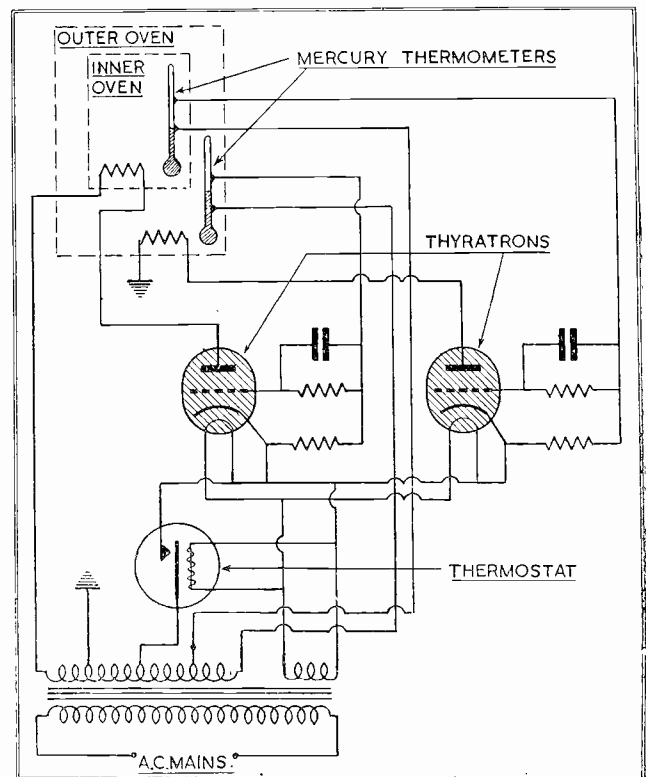 OUTER OVEN
INNER
OVEN
MERCURY THERMOMETERS
THYRATRONS
THERMOSTAT
A.C. MAINS.